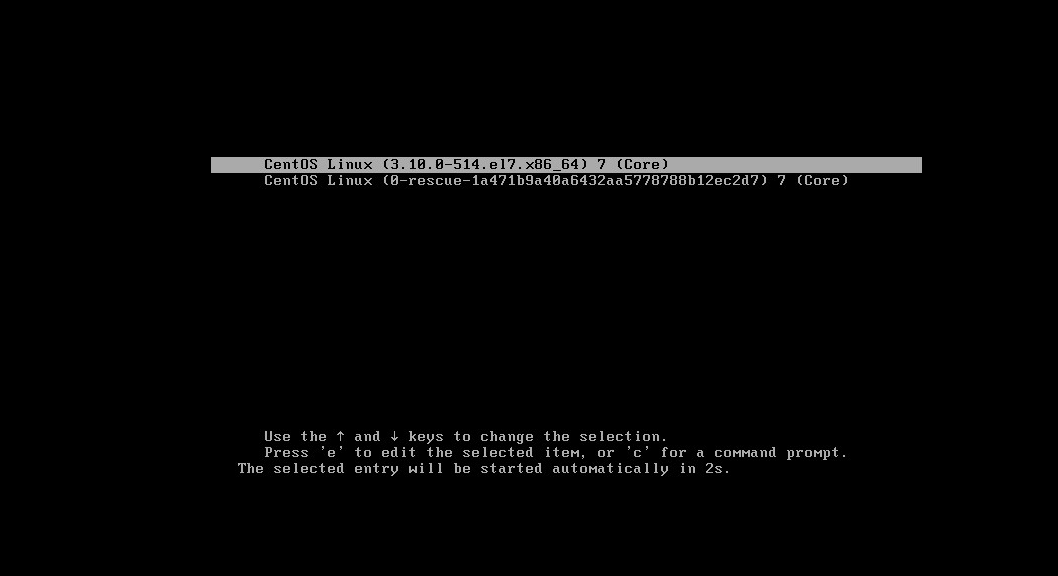 CentOS Linux (3.10.0-514.el7.x86_64) 7 (Core)
CentOS Linux (0-rescue-1a471b9a40a6432aa5778788b12ec2d7) 7 (Core)
Use the ↑ and ↓ keys to change the selection.
Press 'e' to edit the selected item, or 'c' for a command prompt.
The selected entry will be started automatically in 2s.